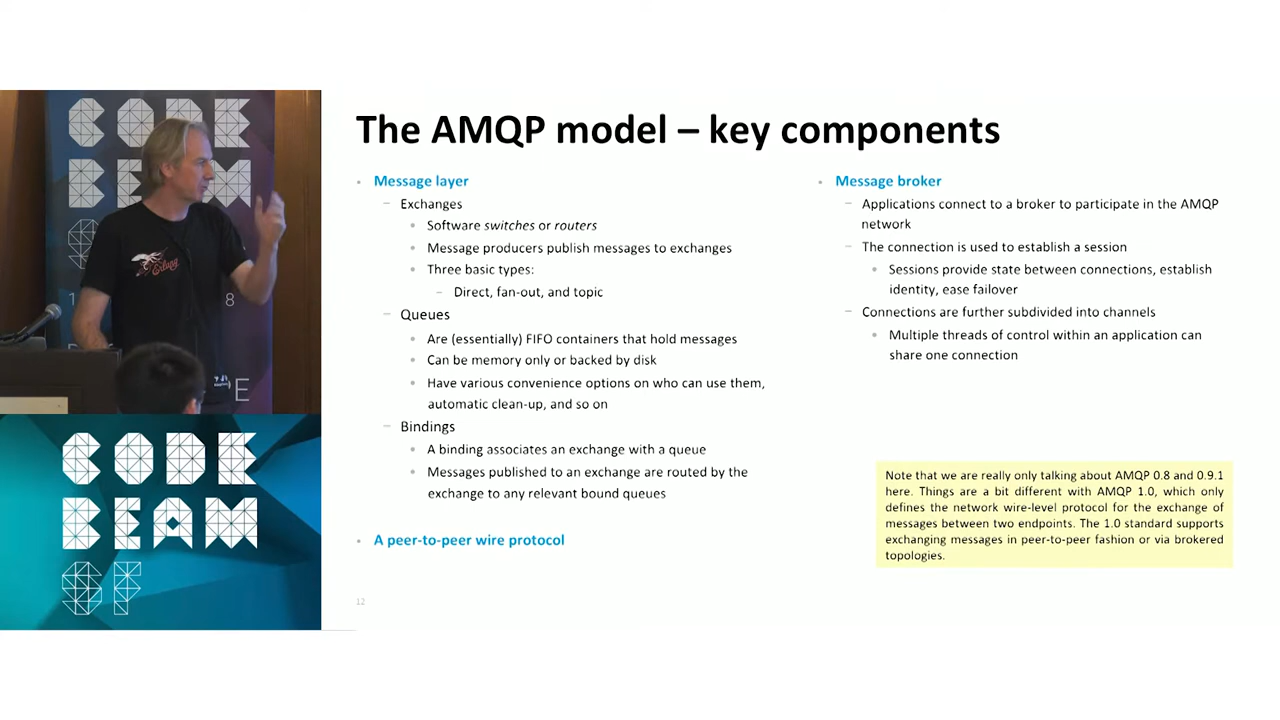 CODE
BEAM
1
8
E
Erlang
CODE
BEAM
SF
The AMQP model – key components
Message layer
– Exchanges
Software switches or routers
Message producers publish messages to exchanges
Three basic types:
– Direct, fan-out, and topic
– Queues
Are (essentially) FIFO containers that hold messages
Can be memory only or backed by disk
Have various convenience options on who can use them,
automatic clean-up, and so on
– Bindings
A binding associates an exchange with a queue
Messages published to an exchange are routed by the
exchange to any relevant bound queues
A peer-to-peer wire protocol
12
Message broker
– Applications connect to a broker to participate in the AMQP
network
– The connection is used to establish a session
Sessions provide state between connections, establish
identity, ease failover
– Connections are further subdivided into channels
Multiple threads of control within an application can
share one connection
Note that we are really only talking about AMQP 0.8 and 0.9.1
here. Things are a bit different with AMQP 1.0, which only
defines the network wire-level protocol for the exchange of
messages between two endpoints. The 1.0 standard supports
exchanging messages in peer-to-peer fashion or via brokered
topologies.